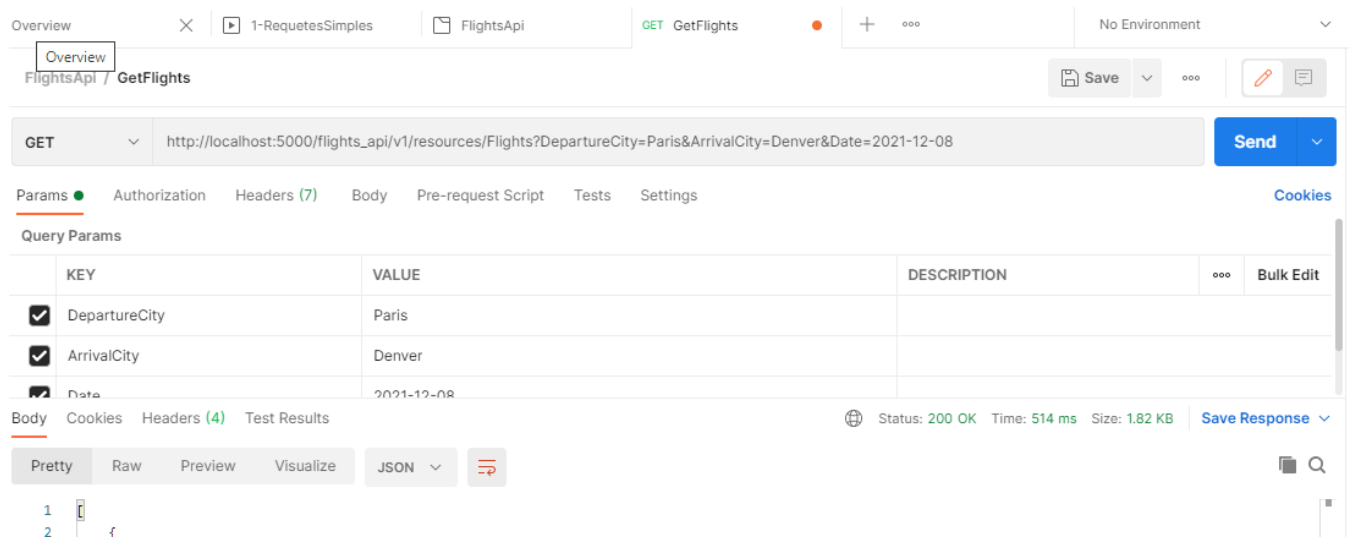 Overview 1-RequetesSimples FlightsApi GET GetFlights No Environment
Overview
FlightsApi / GetFlights Save
GET http://localhost:5000/flights_api/v1/resources/Flights?DepartureCity=Paris&ArrivalCity=Denver&Date=2021-12-08 Send
Params Authorization Headers (7) Body Pre-request Script Tests Settings Cookies
Query Params
KEY VALUE DESCRIPTION Bulk Edit
DepartureCity Paris
ArrivalCity Denver
Date 2021-12-08
Body Cookies Headers (4) Test Results Status: 200 OK Time: 514 ms Size: 1.82 KB Save Response
Pretty Raw Preview Visualize JSON
1 [
2 {